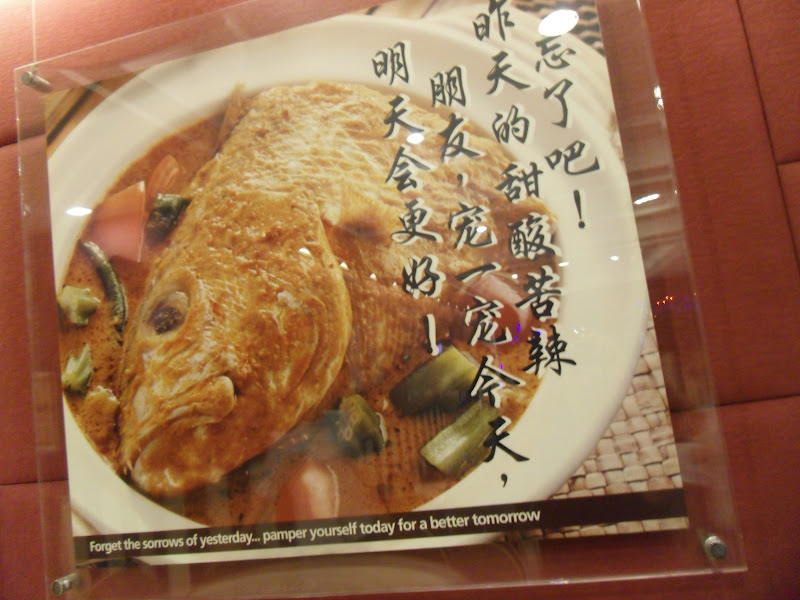 忘了吧！
昨天的甜酸苦辣
朋友，宠一宠今天，
明天会更好！
Forget the sorrows of yesterday... pamper yourself today for a better tomorrow